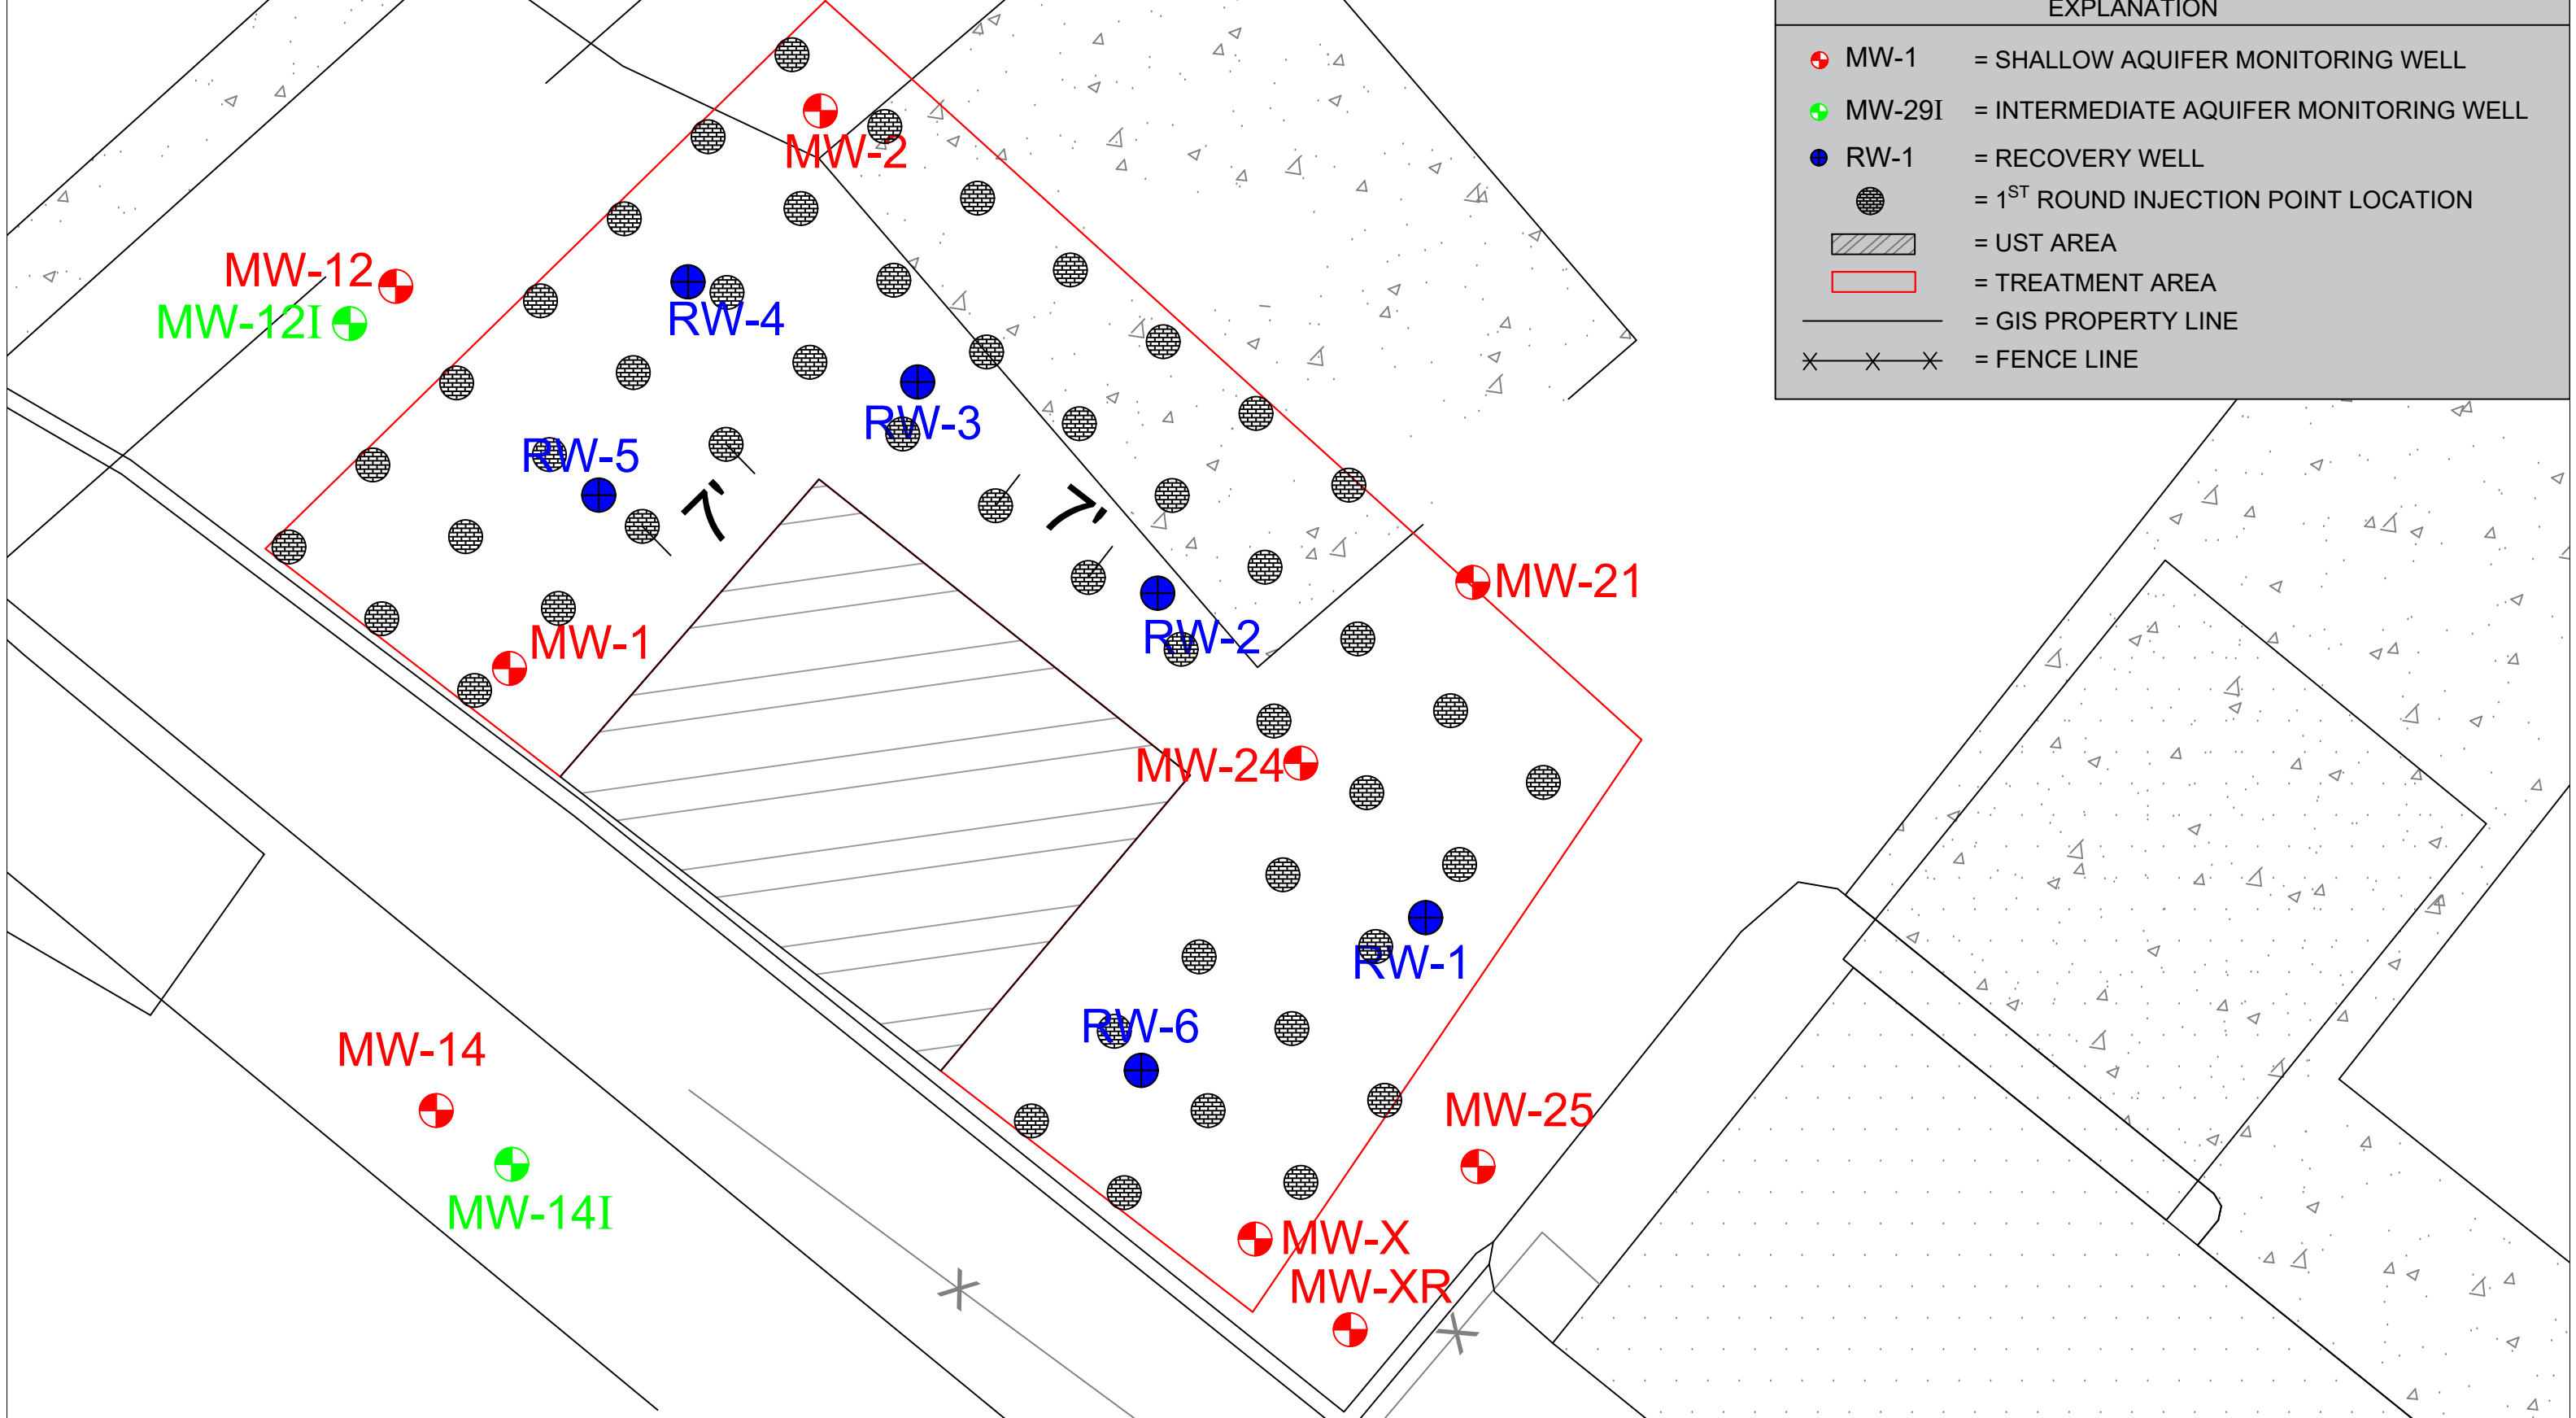 EXPLANATION
MW-1 = SHALLOW AQUIFER MONITORING WELL
MW-29I = INTERMEDIATE AQUIFER MONITORING WELL
RW-1 = RECOVERY WELL
= 1ST ROUND INJECTION POINT LOCATION
= UST AREA
= TREATMENT AREA
= GIS PROPERTY LINE
= FENCE LINE
MW-2
MW-12
MW-12I
RW-4
RW-3
RW-5
7'
7'
MW-21
RW-2
MW-1
MW-24
RW-1
RW-6
MW-14
MW-25
MW-14I
MW-X
MW-XR